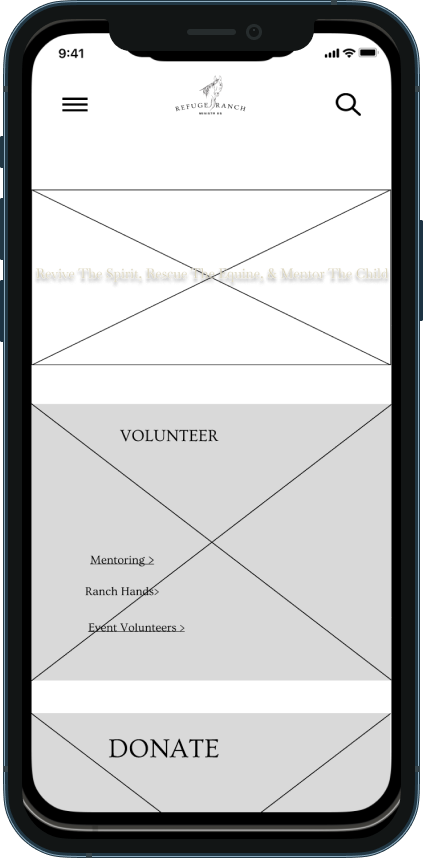 9:41
REFUGE RANCH
Revive The Spirit, Rescue The Equine, & Mentor The Child
VOLUNTEER
Mentoring >
Ranch Hands>
Event Volunteers >
DONATE